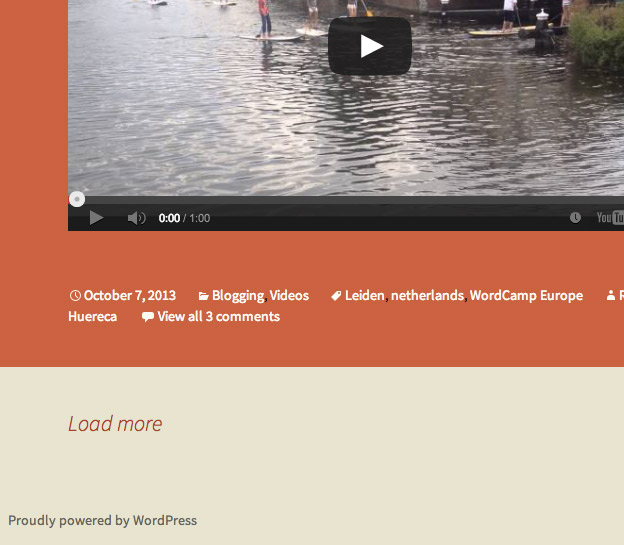 0:00 / 1:00
YouTu
October 7, 2013 Blogging, Videos Leiden, netherlands, WordCamp Europe R
Huereca View all 3 comments
Load more
Proudly powered by WordPress